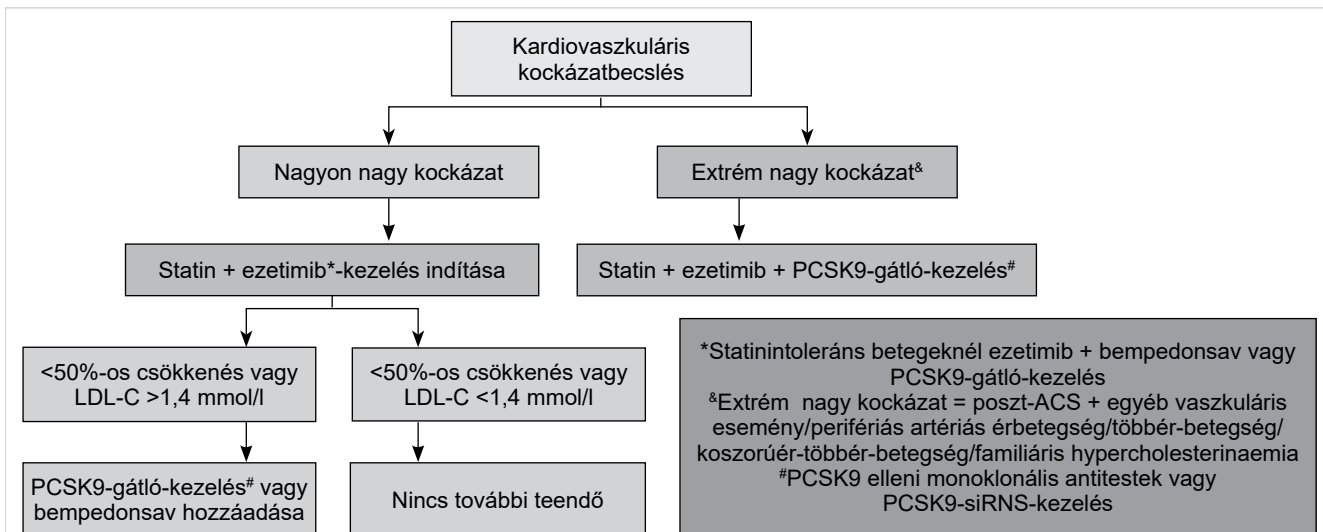 Kardiovaszkuláris
kockázatbecslés
Nagyon nagy kockázat
Extrém nagy kockázat&
Statin + ezetimib*-kezelés indítása
Statin + ezetimib + PCSK9-gátló-kezelés#
<50%-os csökkenés vagy
LDL-C >1,4 mmol/l
<50%-os csökkenés vagy
LDL-C <1,4 mmol/l
PCSK9-gátló-kezelés# vagy
bempedonsav hozzáadása
Nincs további teendő
*Statinintoleráns betegeknél ezetimib + bempedonsav vagy
PCSK9-gátló-kezelés
&Extrém nagy kockázat = poszt-ACS + egyéb vaszkuláris
esemény/perifériás artériás érbetegség/többér-betegség/
koszorúér-többér-betegség/familiáris hypercholesterinaemia
#PCSK9 elleni monoklonális antitestek vagy
PCSK9-siRNS-kezelés